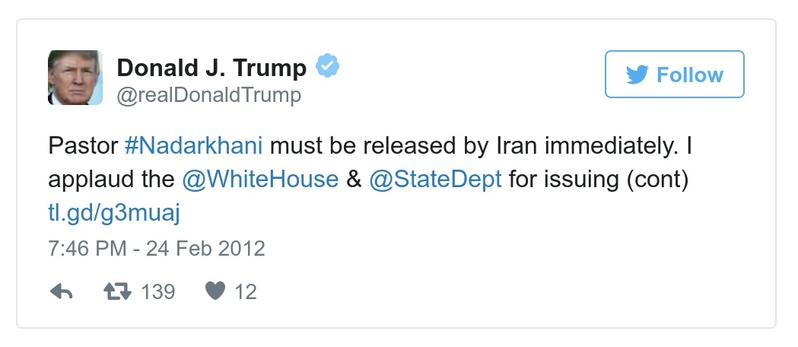 Donald J. Trump
@realDonaldTrump
Follow
Pastor #Nadarkhani must be released by Iran immediately. I
applaud the @WhiteHouse & @StateDept for issuing (cont)
tl.gd/g3muaj
7:46 PM - 24 Feb 2012
139 12